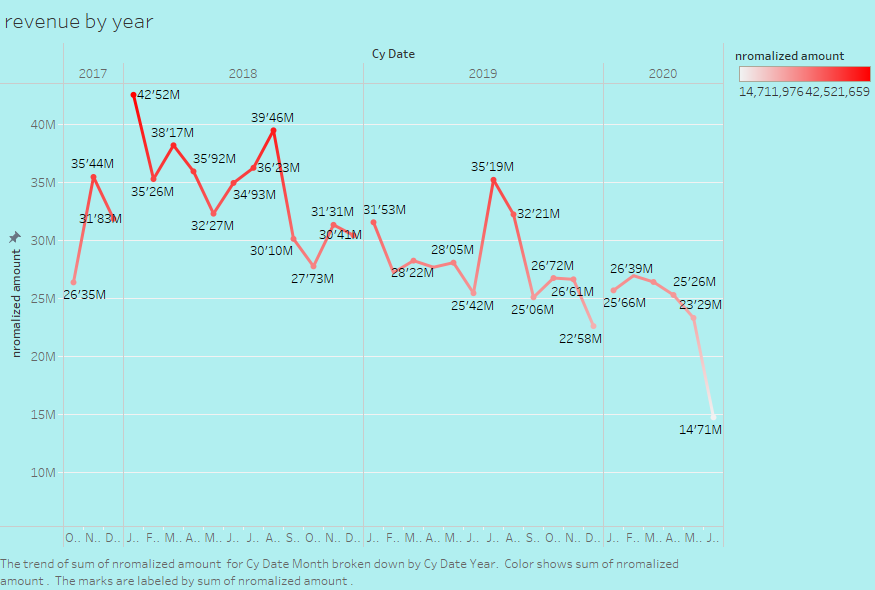 revenue by year
Cy Date
nromalized amount
2017 2018 2019 2020
14,711,976 42,521,659
42’52M
39’46M
40M
38’17M
35’44M 35’92M 36’23M 35’19M
35M
35’26M 34’93M
31’83M 32’27M 31’31M 31’53M 32’21M
30’41M
30M
30’10M 28’05M
27’73M 28’22M 26’72M 26’39M 25’26M
26’35M 26’61M
25M
25’42M 25’06M 25’66M 23’29M
22’58M
20M
nromalized amount
15M
14’71M
10M
O.. N.. D.. J.. F.. M.. A.. M.. J.. J.. A.. S.. O.. N.. D.. J.. F.. M.. A.. M.. J.. J.. A.. S.. O.. N.. D.. J.. F.. M.. A.. M.. J..
The trend of sum of nromalized amount for Cy Date Month broken down by Cy Date Year. Color shows sum of nromalized
amount . The marks are labeled by sum of nromalized amount .